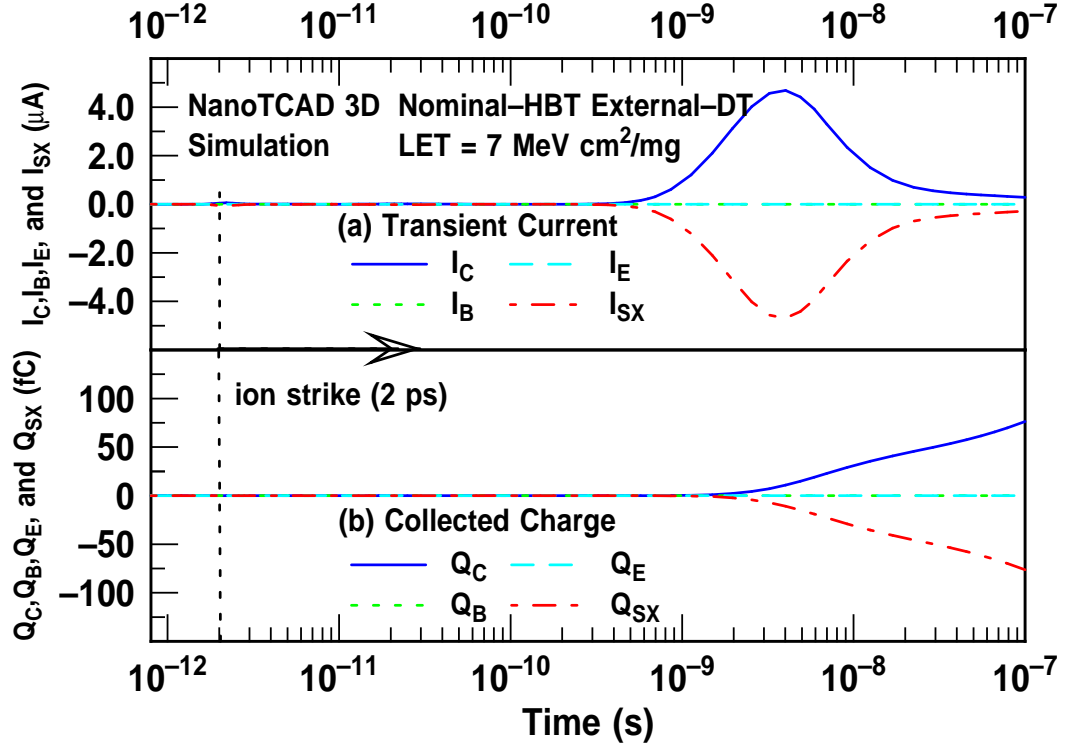 10⁻¹² 10⁻¹¹ 10⁻¹⁰ 10⁻⁹ 10⁻⁸ 10⁻⁷
I_C,I_B,I_E, and I_SX (μA)
4.0
2.0
0.0
−2.0
−4.0
NanoTCAD 3D Nominal−HBT External−DT
Simulation LET = 7 MeV cm²/mg
(a) Transient Current
I_C I_E
I_B I_SX
Q_C,Q_B,Q_E, and Q_SX (fC)
100
50
0
−50
−100
ion strike (2 ps)
(b) Collected Charge
Q_C Q_E
Q_B Q_SX
10⁻¹² 10⁻¹¹ 10⁻¹⁰ 10⁻⁹ 10⁻⁸ 10⁻⁷
Time (s)